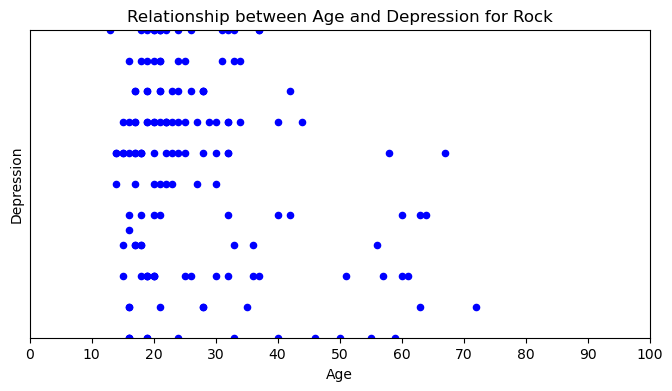 Relationship between Age and Depression for Rock
Depression
0 10 20 30 40 50 60 70 80 90 100
Age